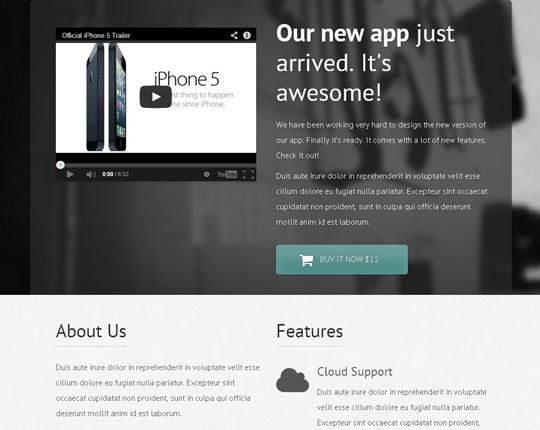 Official iPhone 5 Trailer
iPhone 5
thing to happen
since iPhone.
0:00 / 6:52
YouTube
Our new app just
arrived. It's
awesome!
We have been working very hard to design the new version of
our app. Finally it's ready. It comes with a lot of new features.
Check it out!
Duis aute irure dolor in reprehenderit in voluptate velit esse
cillum dolore eu fugiat nulla pariatur. Excepteur sint occaecat
cupidatat non proident, sunt in culpa qui officia deserunt
mollit anim id est laborum.
BUY IT NOW $12
About Us
Duis aute irure dolor in reprehenderit in voluptate velit esse
cillum dolore eu fugiat nulla pariatur. Excepteur sint
occaecat cupidatat non proident, sunt in culpa qui officia
deserunt mollit anim id est laborum.
Features
Cloud Support
Duis aute irure dolor in reprehenderit in voluptate
velit esse cillum dolore eu fugiat nulla pariatur.
Excepteur sint occaecat cupidatat non proident,